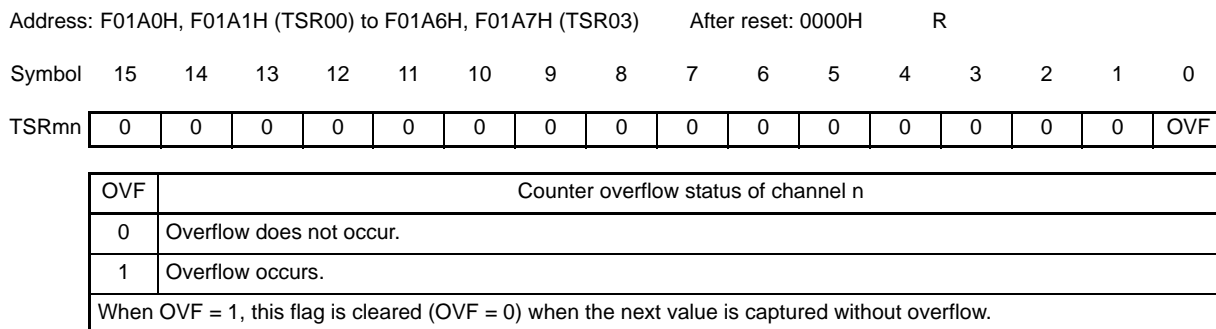 Address: F01A0H, F01A1H (TSR00) to F01A6H, F01A7H (TSR03) After reset: 0000H R
Symbol 15 14 13 12 11 10 9 8 7 6 5 4 3 2 1 0
TSRmn 0 0 0 0 0 0 0 0 0 0 0 0 0 0 0 OVF
OVF Counter overflow status of channel n
0 Overflow does not occur.
1 Overflow occurs.
When OVF = 1, this flag is cleared (OVF = 0) when the next value is captured without overflow.